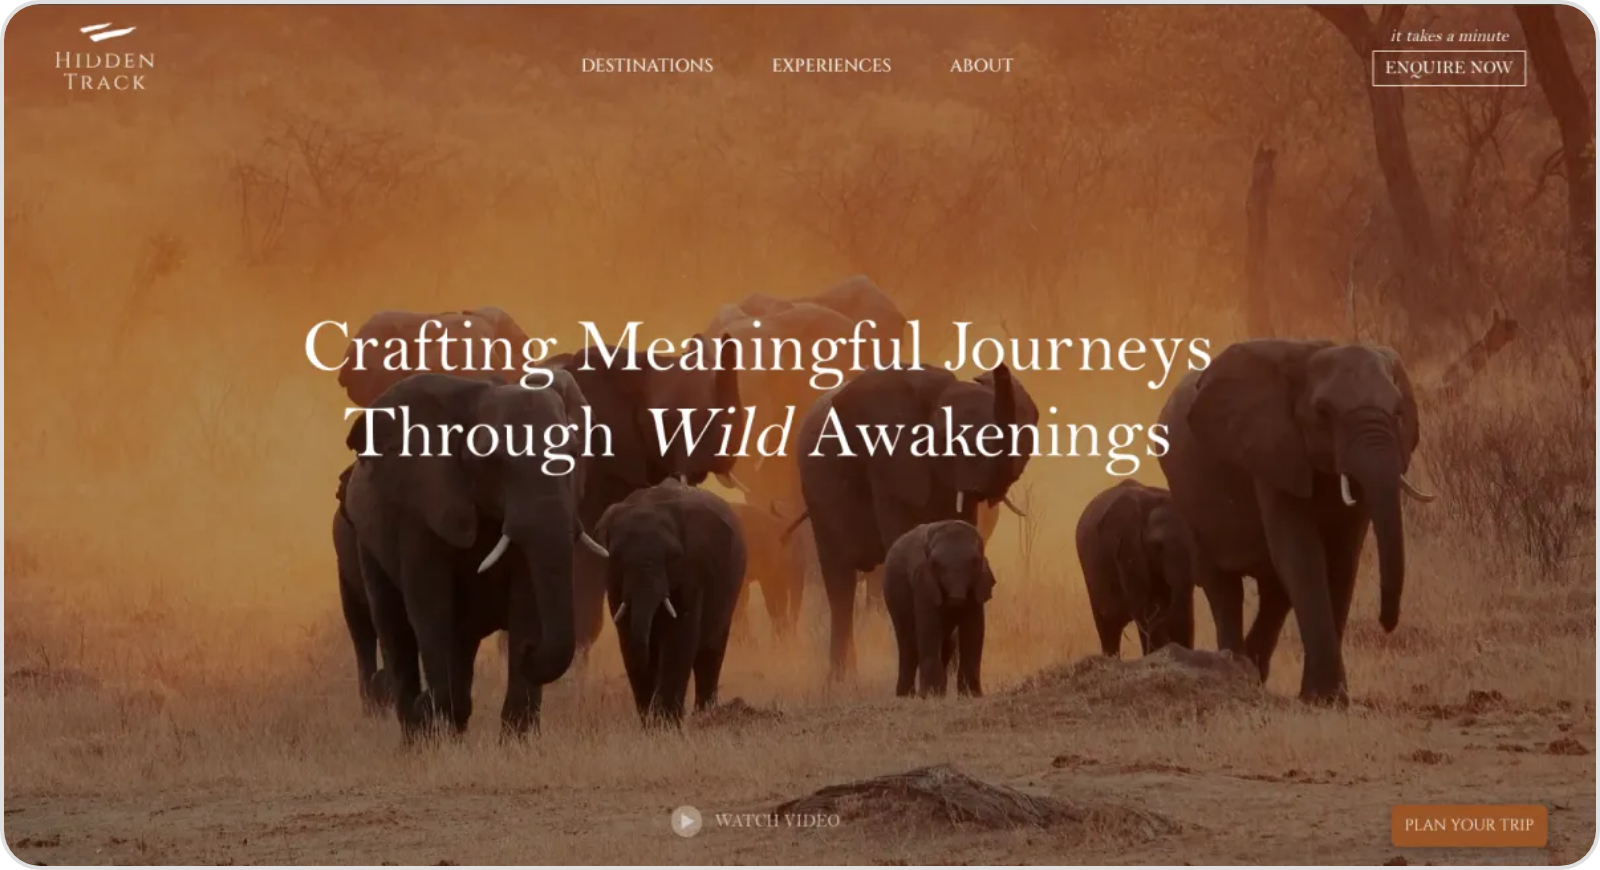 HIDDEN
TRACK
DESTINATIONS
EXPERIENCES
ABOUT
it takes a minute
ENQUIRE NOW
Crafting Meaningful Journeys
Through Wild Awakenings
WATCH VIDEO
PLAN YOUR TRIP